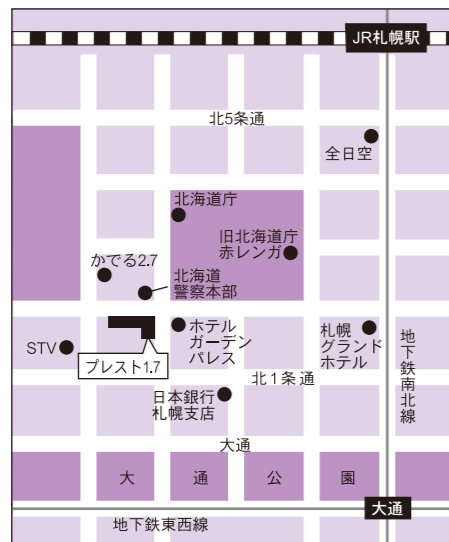 JR札幌駅
北5条通
全日空
北海道庁
旧北海道庁
赤レンガ
かでる2.7
北海道
警察本部
STV
プレスト1.7
ホテル
ガーデン
パレス
札幌
グランド
ホテル
地下鉄南北線
北1条通
日本銀行
札幌支店
大通
大通公園
大通
地下鉄東西線